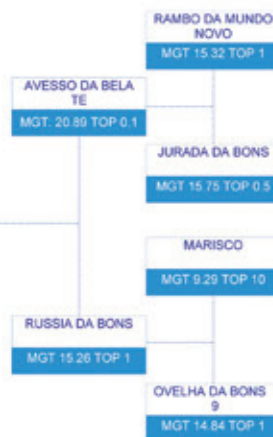 RAMBO DA MUNDO
NOVO
MGT 15.32 TOP 1
AVESSO DA BELA
TE
MGT: 20.89 TOP 0.1
JURADA DA BONS
MGT 15.75 TOP 0.5
MARISCO
MGT 9.29 TOP 10
RUSSIA DA BONS
MGT 15.26 TOP 1
OVELHA DA BONS
9
MGT 14.84 TOP 1